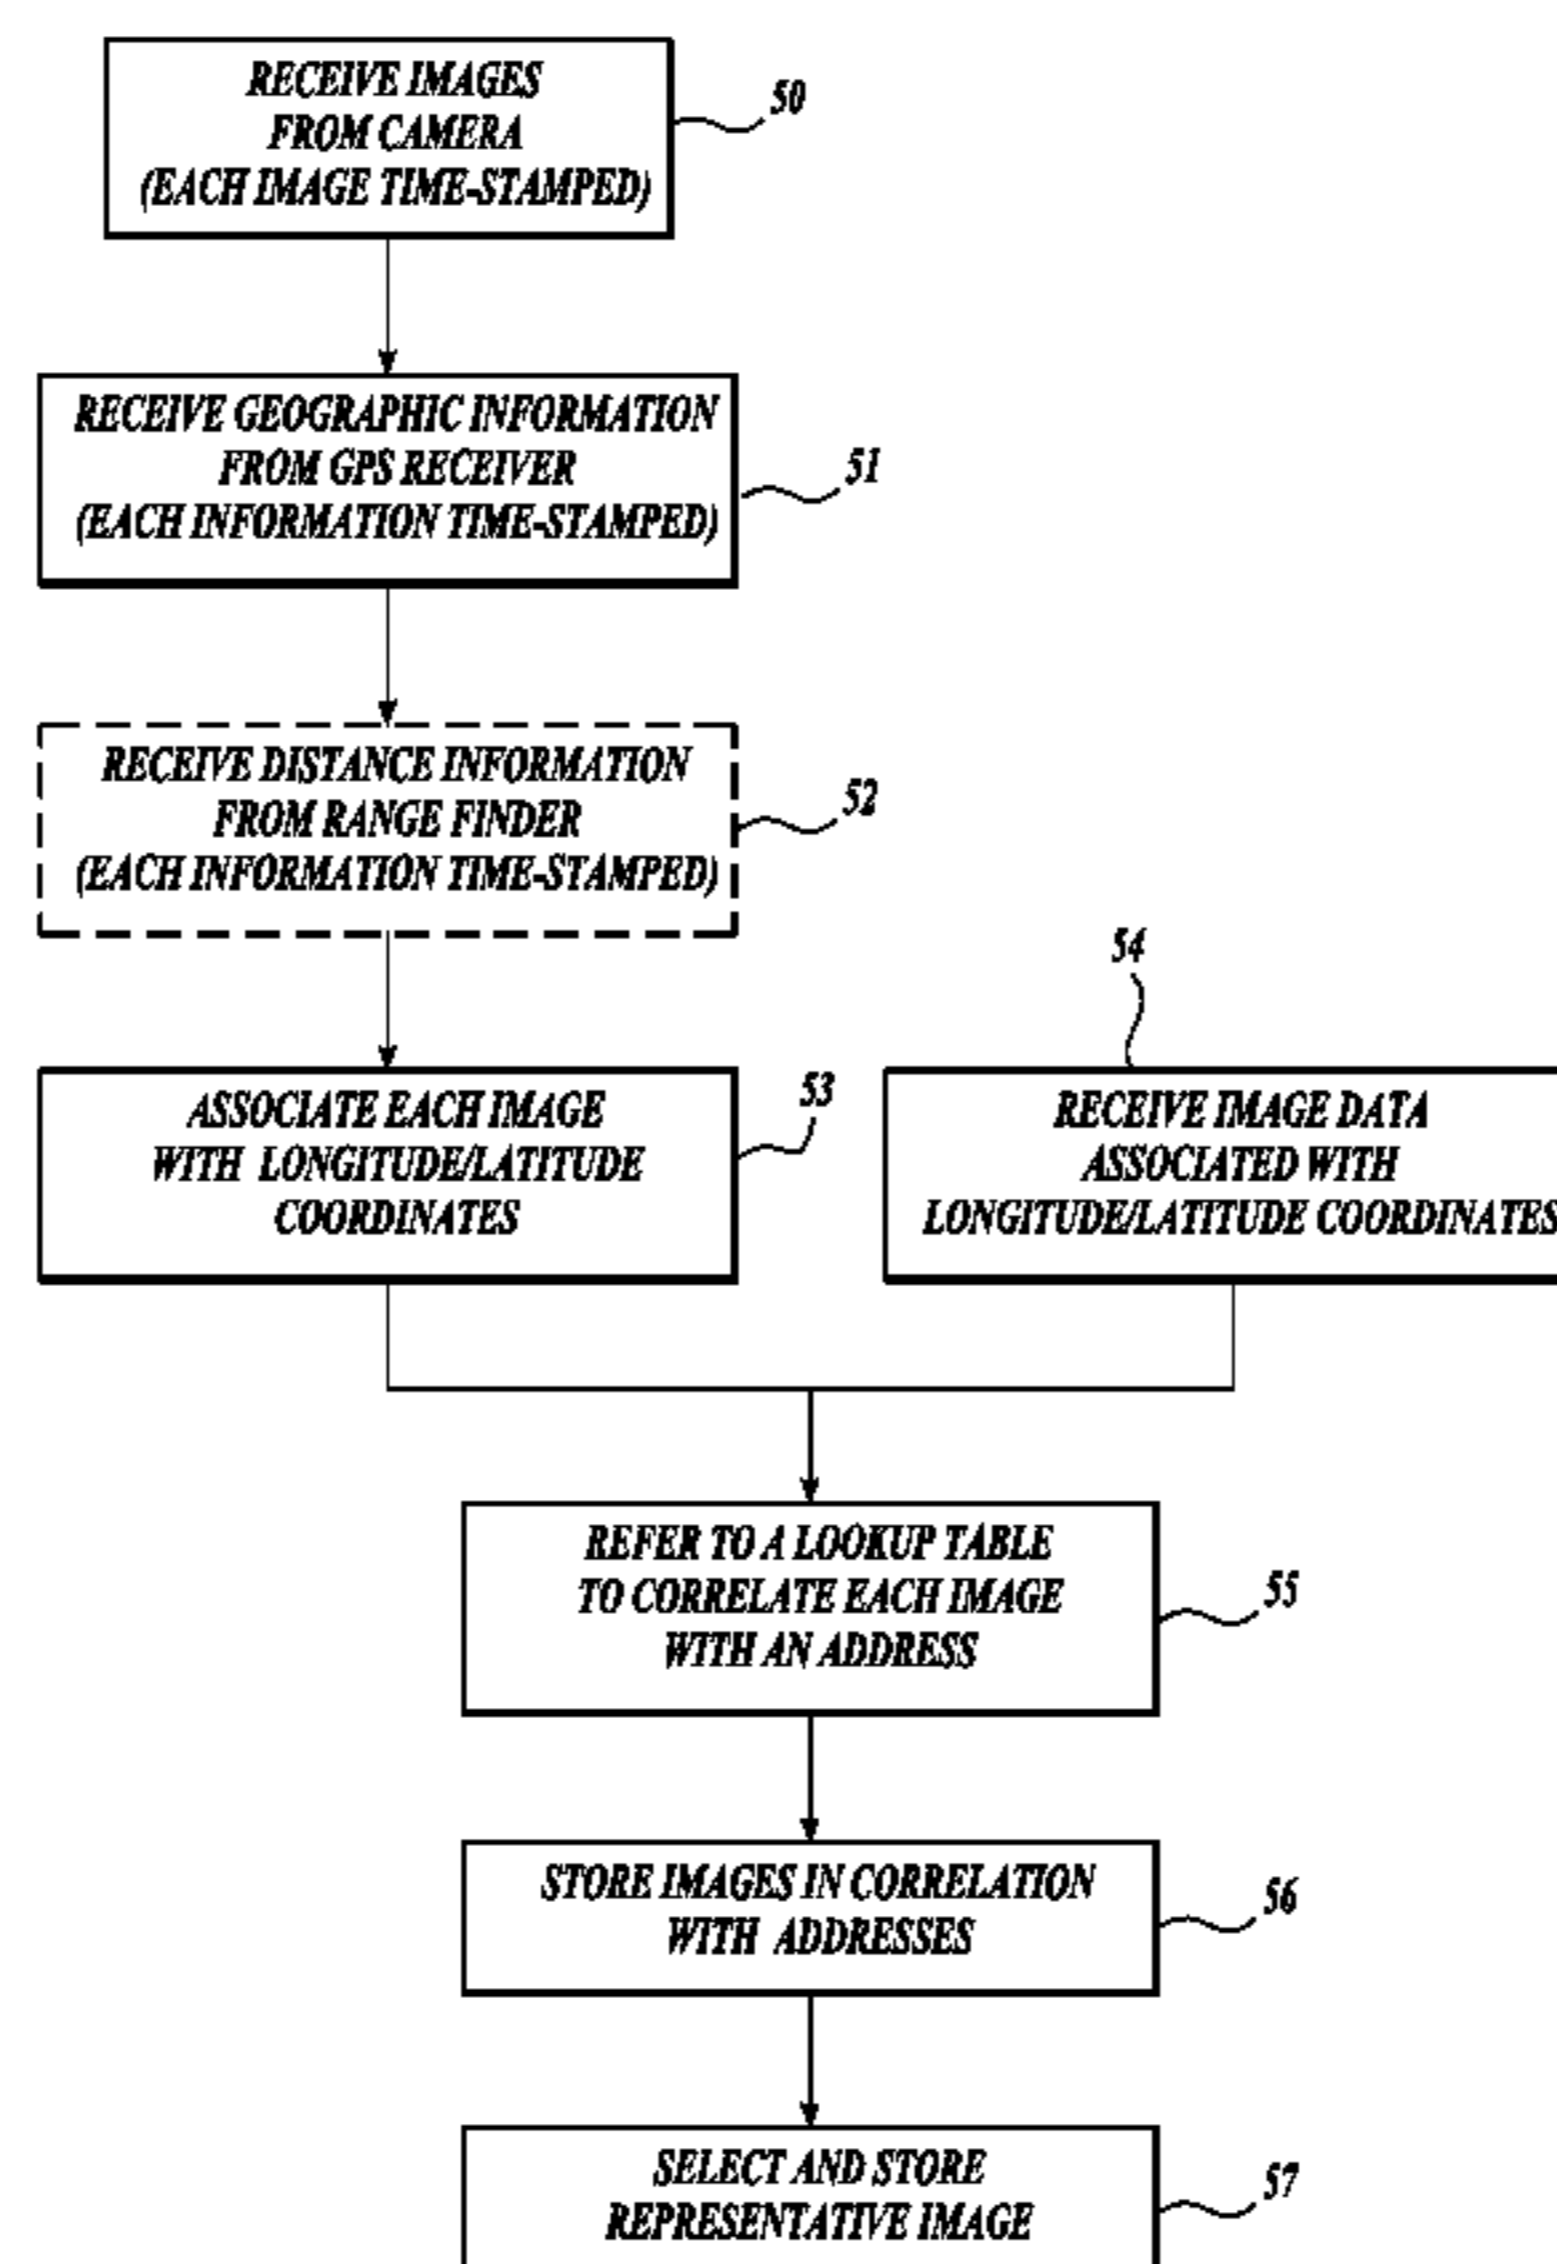 RECEIVE IMAGES
FROM CAMERA
(EACH IMAGE TIME-STAMPED)
50
RECEIVE GEOGRAPHIC INFORMATION
FROM GPS RECEIVER
(EACH INFORMATION TIME-STAMPED)
51
RECEIVE DISTANCE INFORMATION
FROM RANGE FINDER
(EACH INFORMATION TIME-STAMPED)
52
ASSOCIATE EACH IMAGE
WITH LONGITUDE/LATITUDE
COORDINATES
53
54
RECEIVE IMAGE DATA
ASSOCIATED WITH
LONGITUDE/LATITUDE COORDINATES
REFER TO A LOOKUP TABLE
TO CORRELATE EACH IMAGE
WITH AN ADDRESS
55
STORE IMAGES IN CORRELATION
WITH ADDRESSES
56
SELECT AND STORE
REPRESENTATIVE IMAGE
57